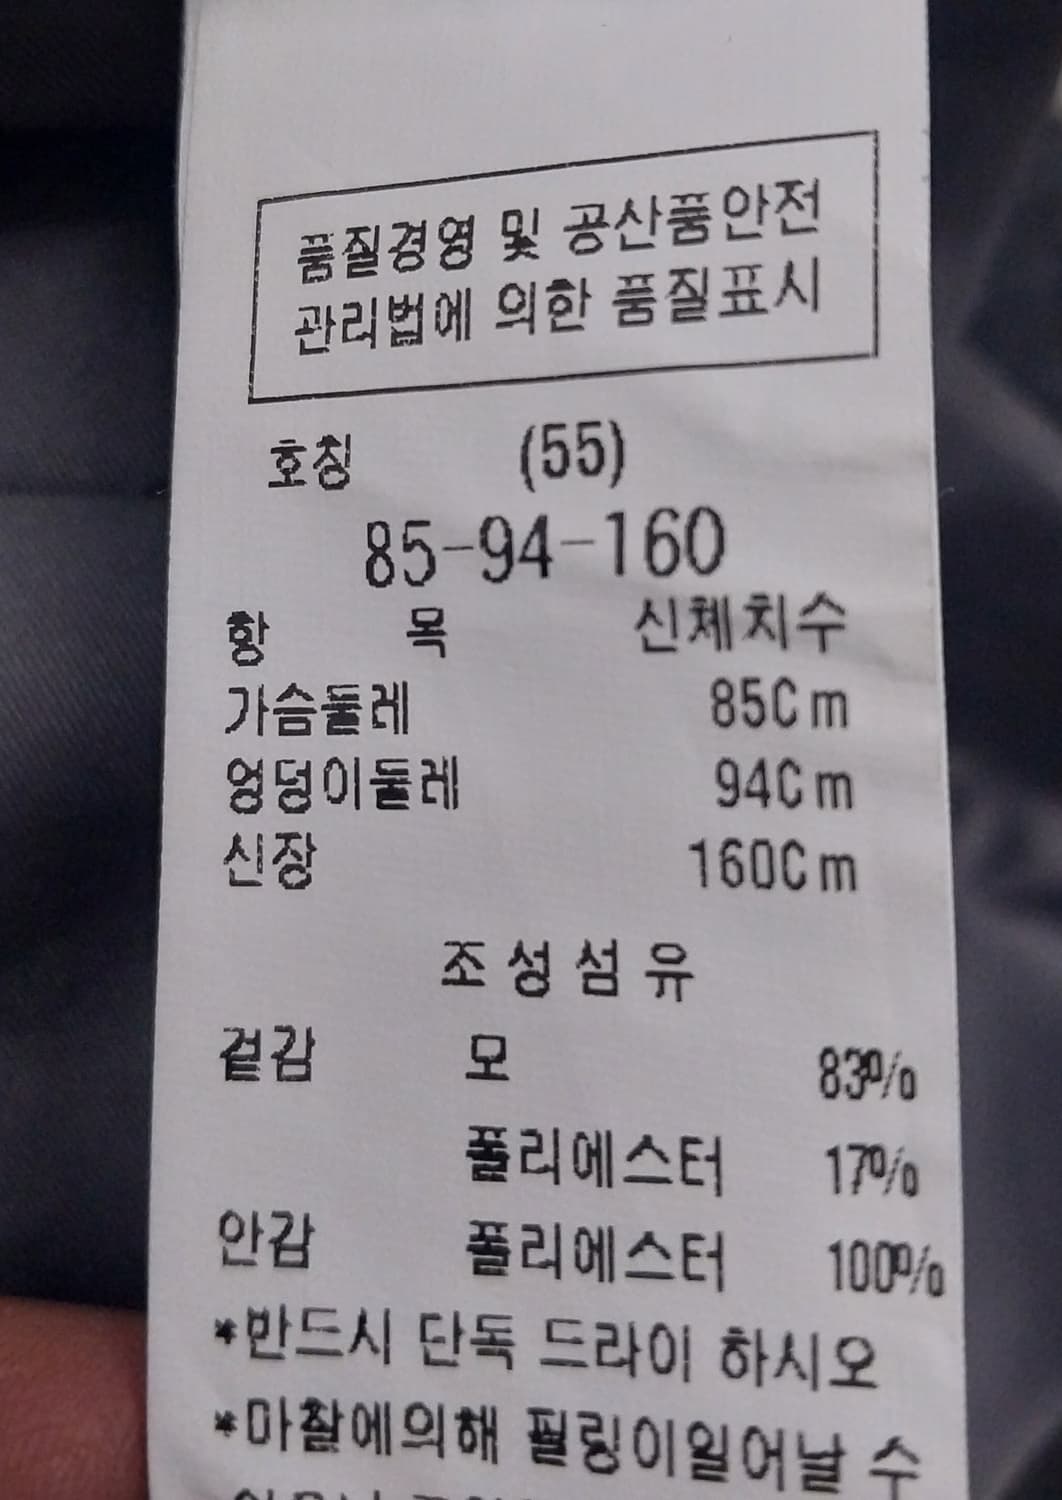 품질경영 및 공산품안전
관리법에 의한 품질표시
호칭 (55)
85-94-160
항 목 신체치수
가슴둘레 85Cm
엉덩이둘레 94Cm
신장 160Cm
조성섬유
겉감 모 83%
폴리에스터 17%
안감 폴리에스터 100%
*반드시 단독 드라이 하시오
*마찰에의해 필링이일어날 수